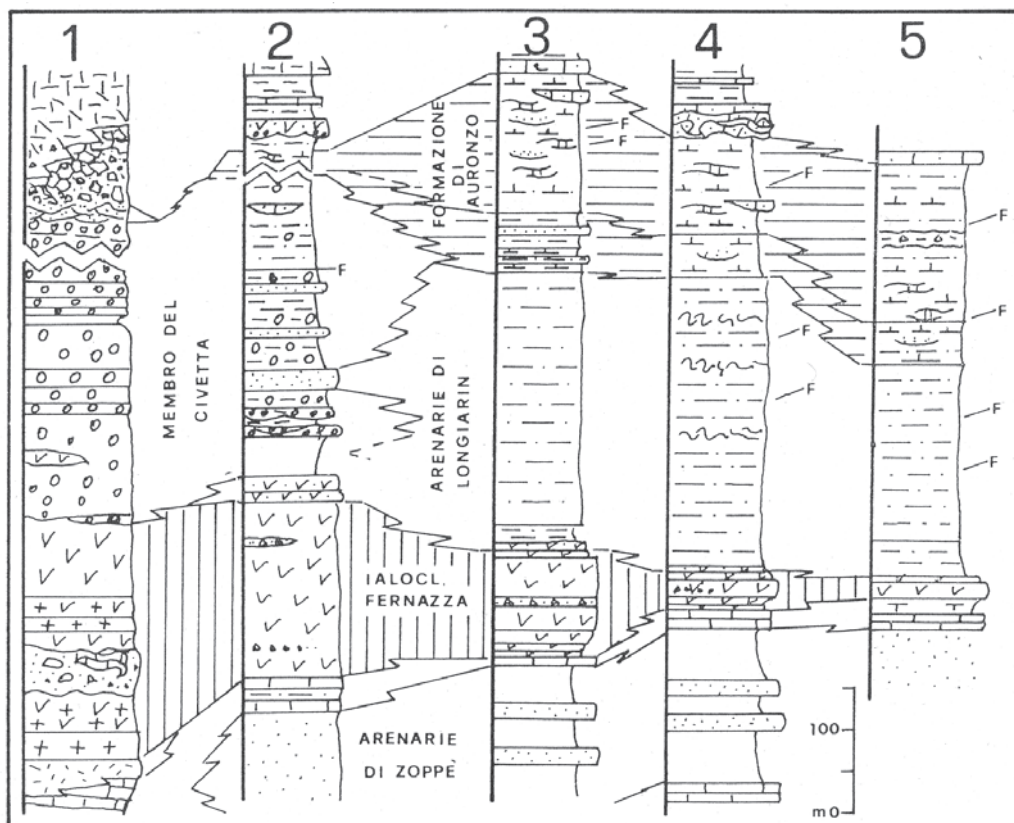 1
2
3
4
5
FORMAZIONE
DI
AURONZO
F
F
F
F
F
MEMBRO DEL
CIVETTA
ARENARIE DI
LONGIARIN
F
F
F
F
F
IALOCL.
FERNAZZA
ARENARIE
DI ZOPPÈ
100
m 0